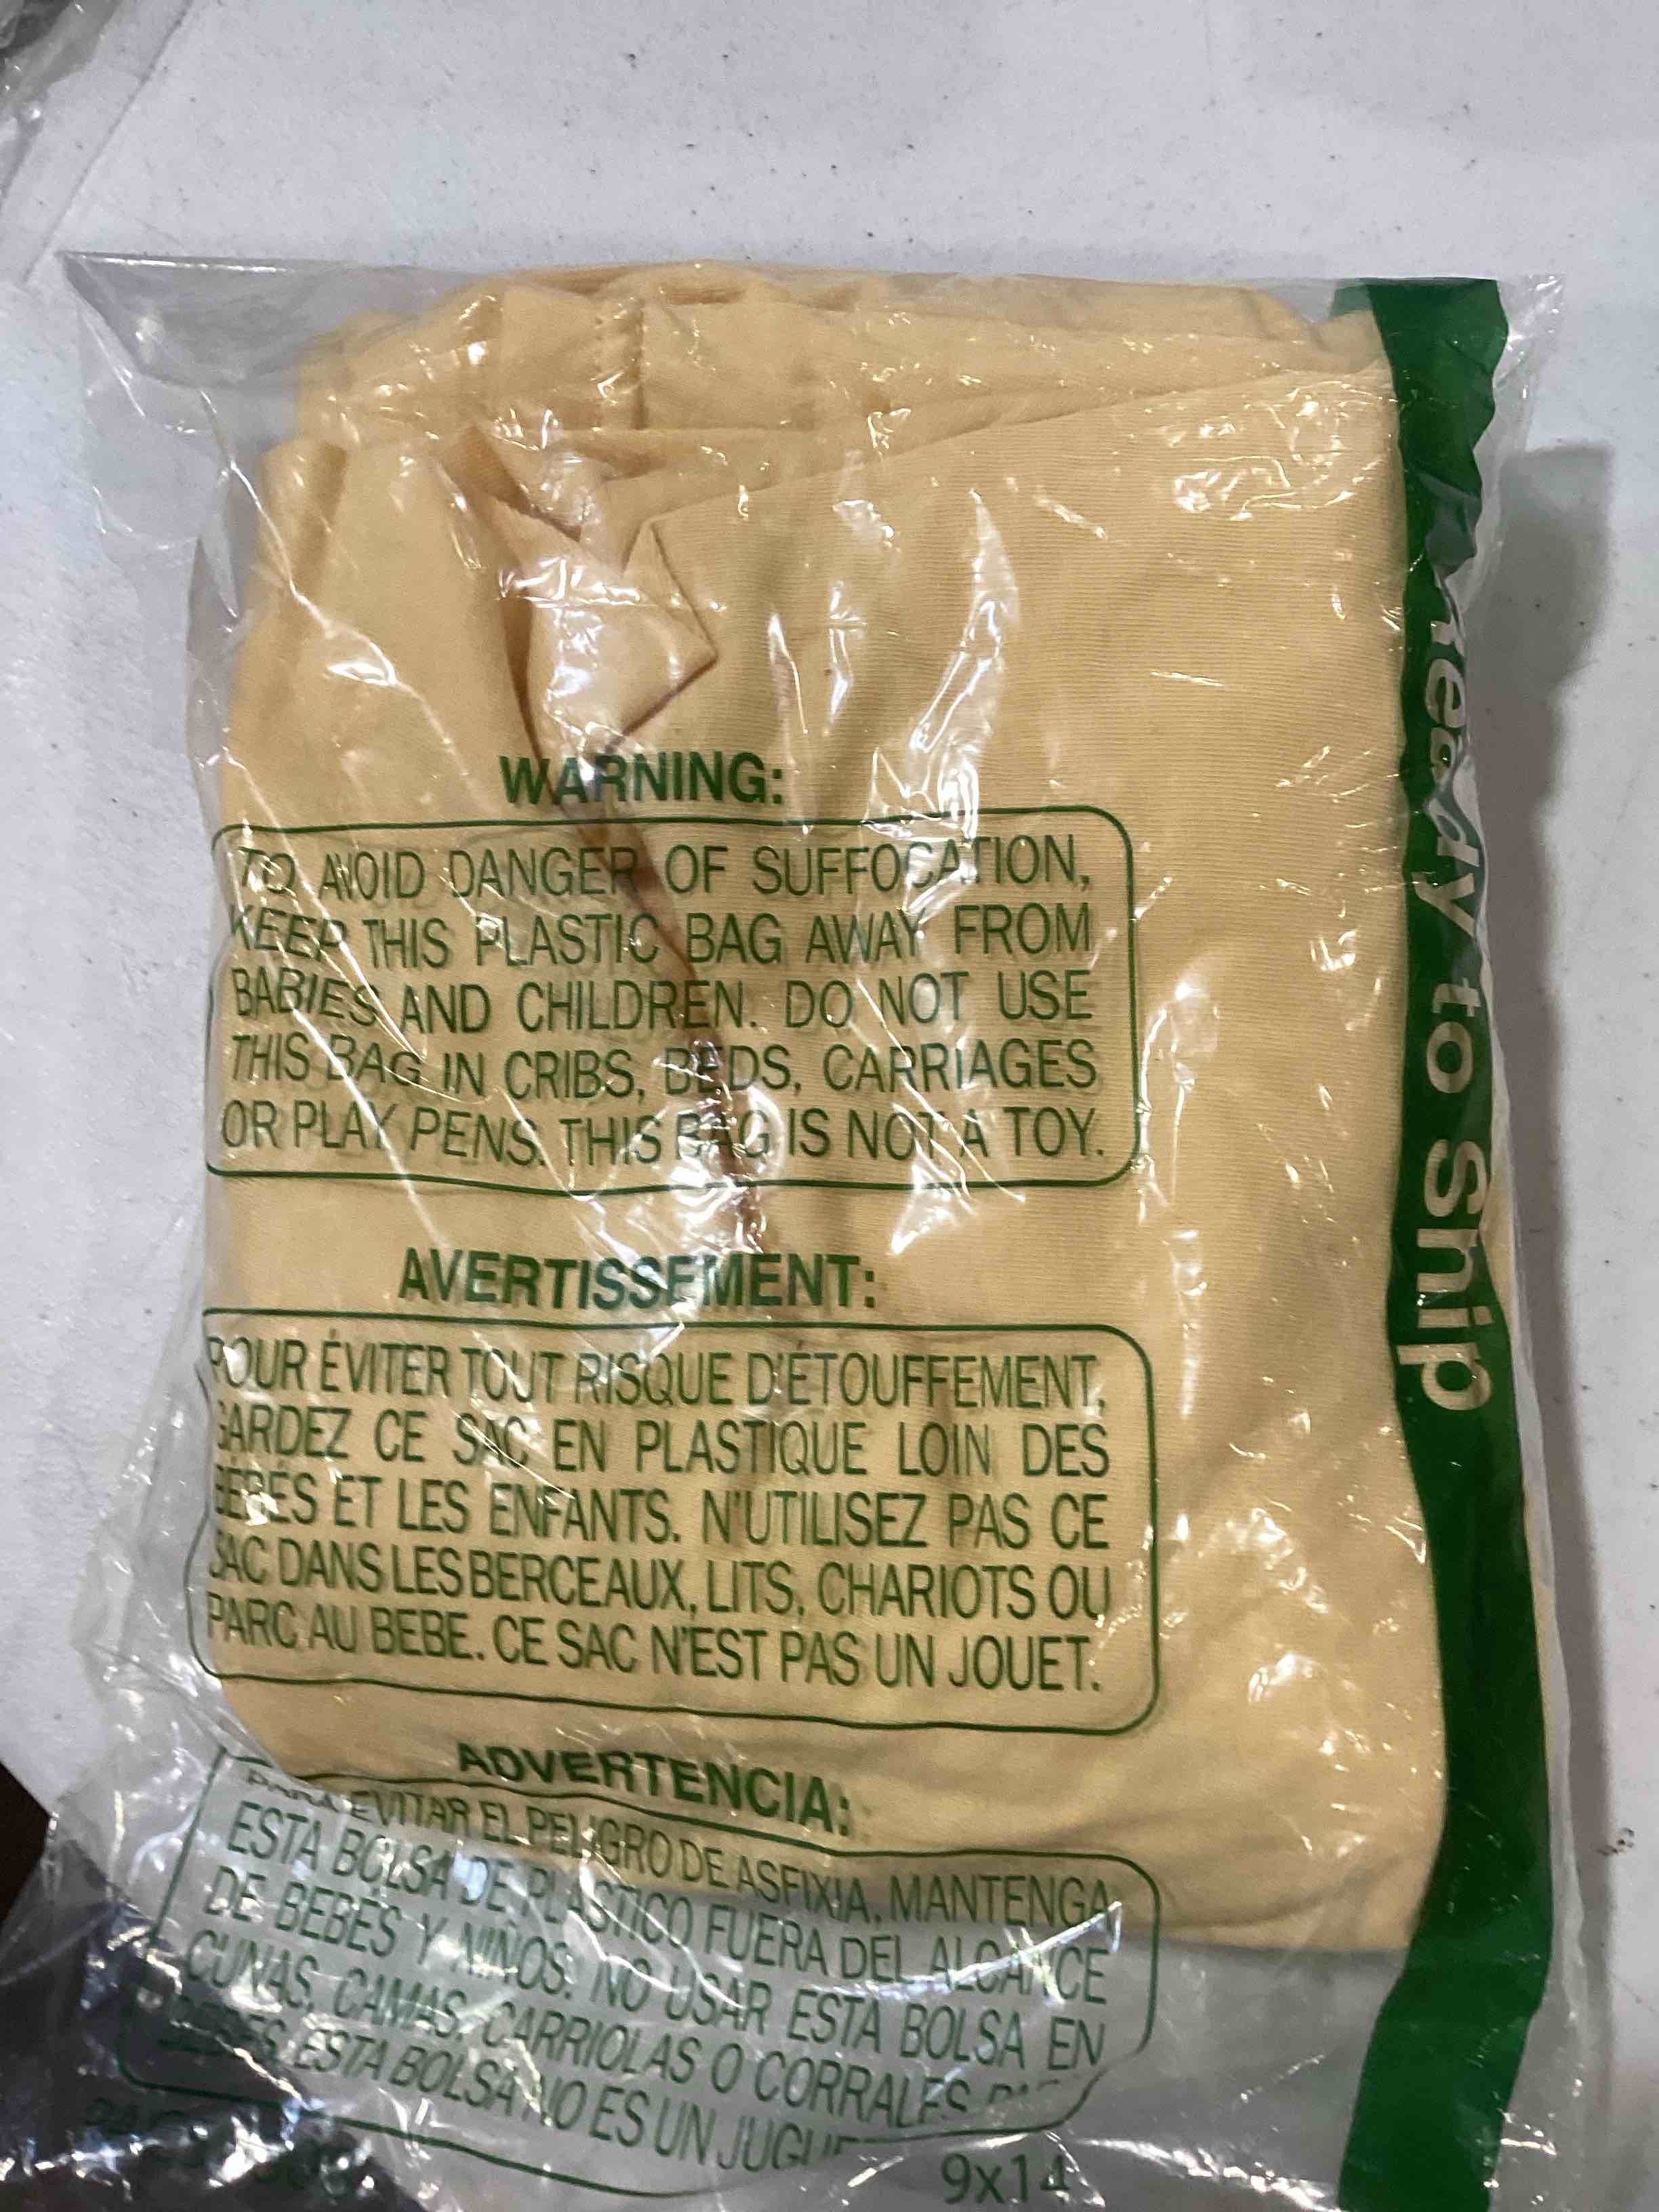 WARNING:
TO AVOID DANGER OF SUFFOCATION,
KEEP THIS PLASTIC BAG AWAY FROM
BABIES AND CHILDREN. DO NOT USE
THIS BAG IN CRIBS, BEDS, CARRIAGES
OR PLAY PENS. THIS BAG IS NOT A TOY.
AVERTISSEMENT:
POUR ÉVITER TOUT RISQUE D'ÉTOUFFEMENT,
GARDEZ CE SAC EN PLASTIQUE LOIN DES
BÉBÉS ET LES ENFANTS. N'UTILISEZ PAS CE
SAC DANS LES BERCEAUX, LITS, CHARIOTS OU
PARC AU BEBE. CE SAC N'EST PAS UN JOUET.
ADVERTENCIA:
PARA EVITAR EL PELIGRO DE ASFIXIA, MANTENGA
ESTA BOLSA DE PLASTICO FUERA DEL ALCANCE
DE BEBES Y NIÑOS. NO USAR ESTA BOLSA EN
CUNAS, CAMAS, CARRIOLAS O CORRALES
ESTA BOLSA NO ES UN
9x14
Ready to Ship